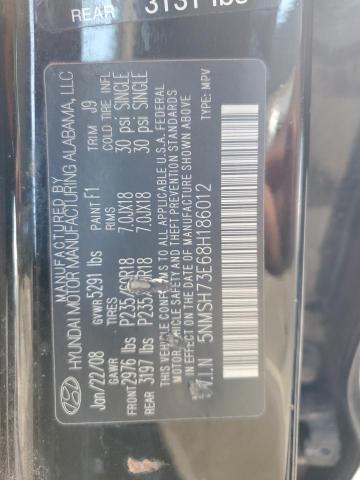 REAR 3131 lbs
MANUFACTURED BY
HYUNDAI MOTOR MANUFACTURING ALABAMA, LLC
Jan/22/08 GVWR 5291 lbs PAINT F1 TRIM J9
GAWR TIRES RIMS COLD TIRE INFL
FRONT 2976 lbs 7.0JX18 30 psi SINGLE
REAR 3197 lbs 7.0JX18 30 psi SINGLE
THIS VEHICLE CONFORMS TO ALL APPLICABLE U.S.A. FEDERAL
MOTOR VEHICLE SAFETY AND THEFT PREVENTION STANDARDS
IN EFFECT ON THE DATE OF MANUFACTURE SHOWN ABOVE.
V.I.N 5NMSH73E68H186012 TYPE: MPV